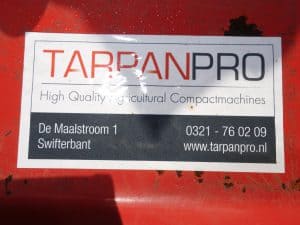 TARPANPRO
High Quality Agricultural Compactmachines
De Maalstroom 1
Swifterbant
0321 - 76 02 09
www.tarpanpro.nl